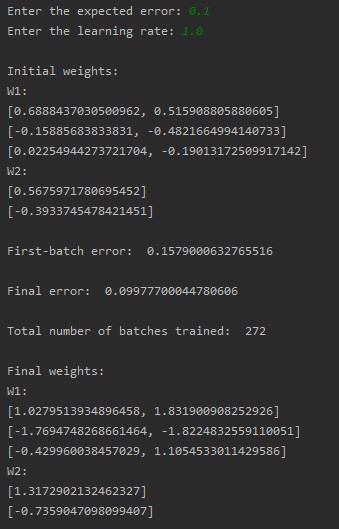 Enter the expected error: 0.1
Enter the learning rate: 1.0
Initial weights:
W1:
[0.6888437030500962, 0.515908805880605]
[-0.15885683833831, -0.4821664994140733]
[0.02254944273721704, -0.19013172509917142]
W2:
[0.5675971780695452]
[-0.3933745478421451]
First-batch error:  0.1579000632765516
Final error:  0.09977700044780606
Total number of batches trained:  272
Final weights:
W1:
[1.0279513934896458, 1.831900908252926]
[-1.7694748268661464, -1.8224832559110051]
[-0.429960038457029, 1.1054533011429586]
W2:
[1.3172902132462327]
[-0.7359047098099407]